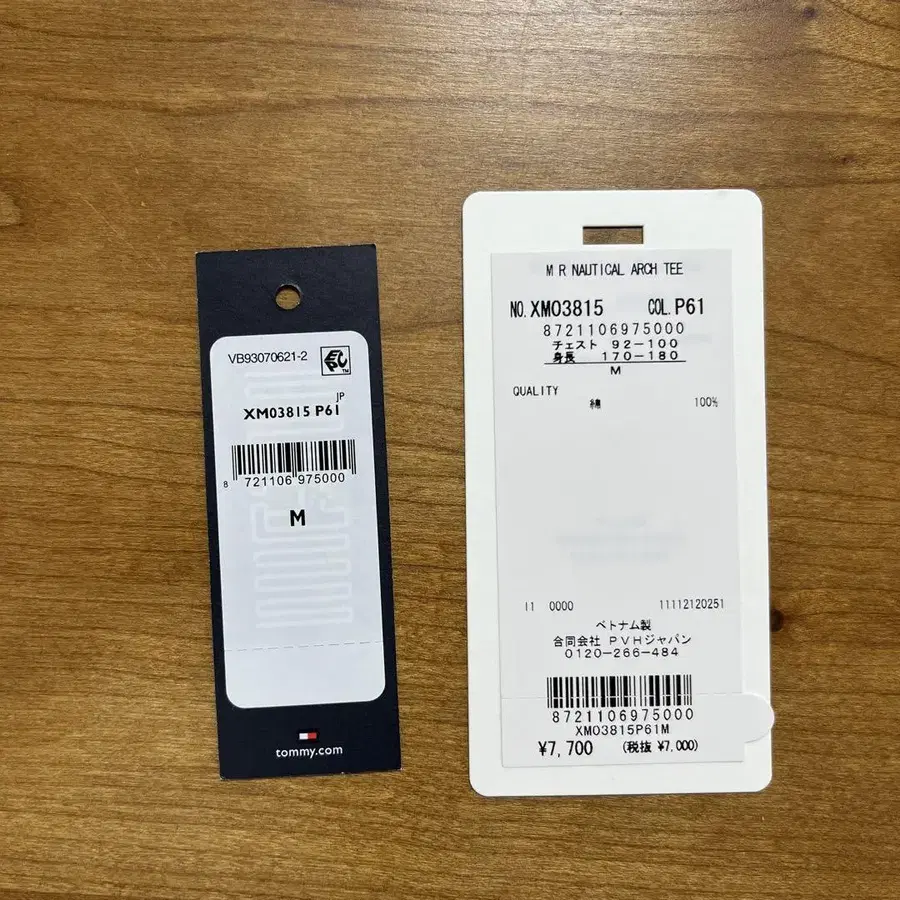 VB93070621-2
EPC
TM
JP
XM03815 P61
8 721106 975000
M
tommy.com
M R NAUTICAL ARCH TEE
NO. XM03815 COL. P61
8721106975000
チェスト 92-100
身長 170-180
M
QUALITY
綿 100%
11 0000 11112120251
ベトナム製
合同会社 PVHジャパン
0120-266-484
8721106975000
XM03815P61M
¥7,700 (税抜 ¥7,000)